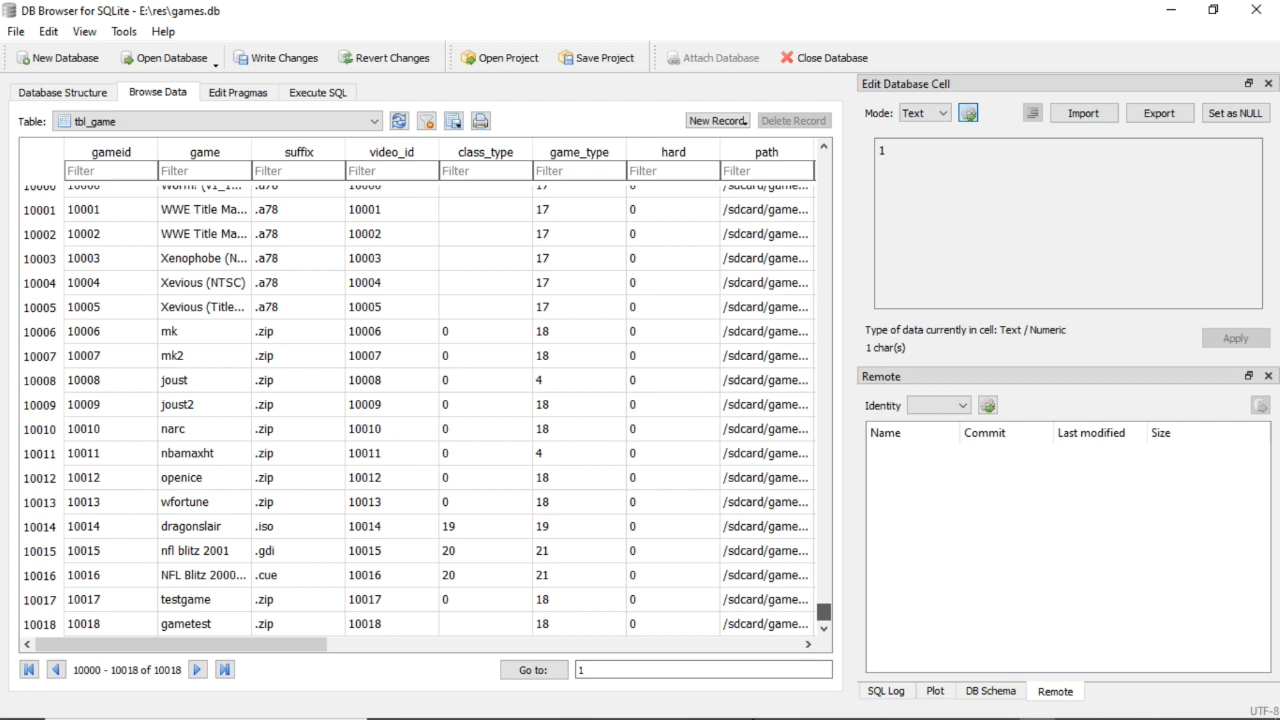 DB Browser for SQLite - E:\res\games.db
File Edit View Tools Help
New Database Open Database Write Changes Revert Changes Open Project Save Project Attach Database Close Database
Database Structure Browse Data Edit Pragmas Execute SQL
Table: tbl_game New Record Delete Record
gameid game suffix video_id class_type game_type hard path
Filter Filter Filter Filter Filter Filter Filter Filter
10000 10000 Worm! (V1_1... .a78 10000 17 0 /sdcard/game...
10001 10001 WWE Title Ma... .a78 10001 17 0 /sdcard/game...
10002 10002 WWE Title Ma... .a78 10002 17 0 /sdcard/game...
10003 10003 Xenophobe (N... .a78 10003 17 0 /sdcard/game...
10004 10004 Xevious (NTSC) .a78 10004 17 0 /sdcard/game...
10005 10005 Xevious (Title... .a78 10005 17 0 /sdcard/game...
10006 10006 mk .zip 10006 0 18 0 /sdcard/game...
10007 10007 mk2 .zip 10007 0 18 0 /sdcard/game...
10008 10008 joust .zip 10008 0 4 0 /sdcard/game...
10009 10009 joust2 .zip 10009 0 18 0 /sdcard/game...
10010 10010 narc .zip 10010 0 18 0 /sdcard/game...
10011 10011 nbamaxht .zip 10011 0 4 0 /sdcard/game...
10012 10012 openice .zip 10012 0 18 0 /sdcard/game...
10013 10013 wfortune .zip 10013 0 18 0 /sdcard/game...
10014 10014 dragonslair .iso 10014 19 19 0 /sdcard/game...
10015 10015 nfl blitz 2001 .gdi 10015 20 21 0 /sdcard/game...
10016 10016 NFL Blitz 2000... .cue 10016 20 21 0 /sdcard/game...
10017 10017 testgame .zip 10017 0 18 0 /sdcard/game...
10018 10018 gametest .zip 10018 18 0 /sdcard/game...
10000 - 10018 of 10018 Go to: 1
Edit Database Cell
Mode: Text Import Export Set as NULL
1
Type of data currently in cell: Text / Numeric
1 char(s)
Apply
Remote
Identity
Name Commit Last modified Size
SQL Log Plot DB Schema Remote
UTF-8